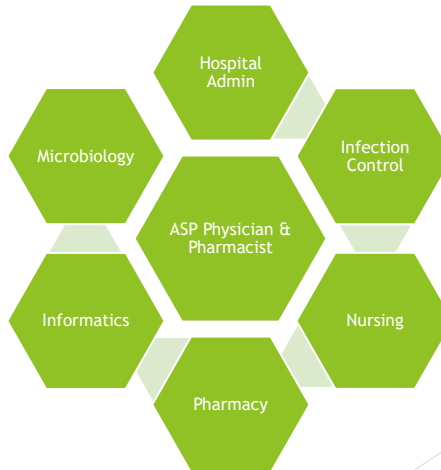 Hospital
Admin
Microbiology
Infection
Control
ASP Physician &
Pharmacist
Informatics
Nursing
Pharmacy